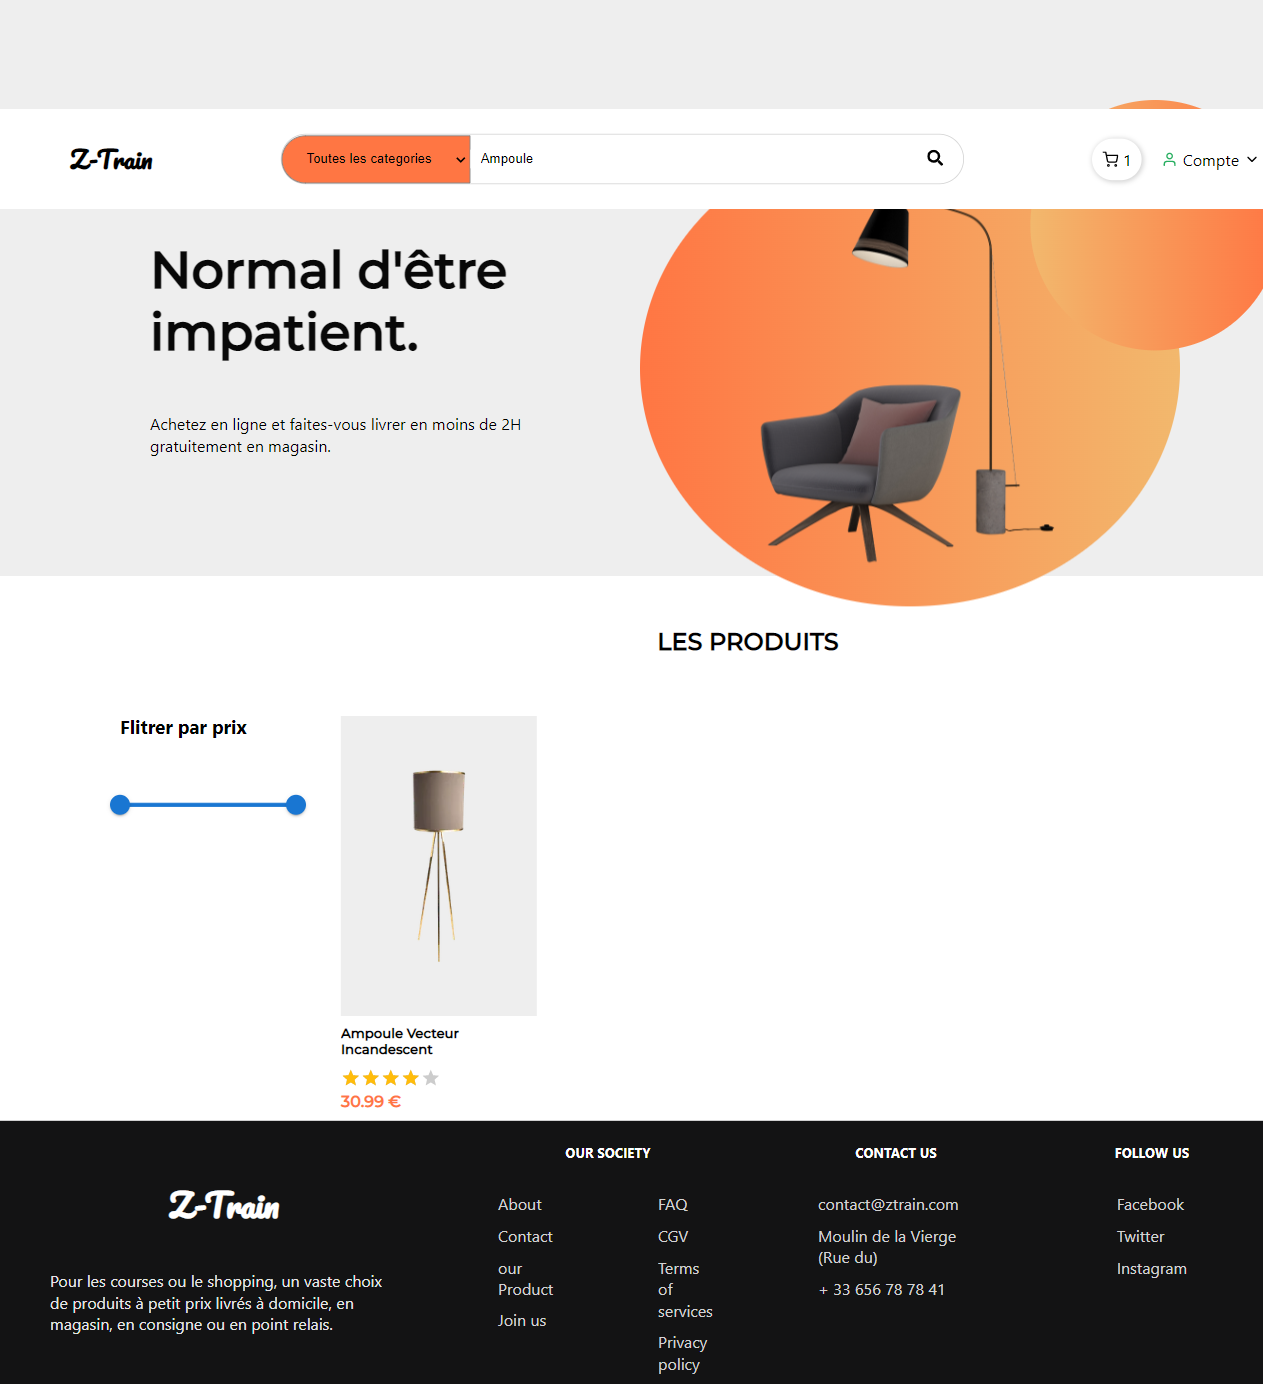 Z-Train
Toutes les categories
Ampoule
1
Compte
Normal d'être
impatient.
Achetez en ligne et faites-vous livrer en moins de 2H
gratuitement en magasin.
LES PRODUITS
Flitrer par prix
Ampoule Vecteur
Incandescent
30.99 €
Z-Train
Pour les courses ou le shopping, un vaste choix
de produits à petit prix livrés à domicile, en
magasin, en consigne ou en point relais.
OUR SOCIETY
About
Contact
our
Product
Join us
FAQ
CGV
Terms
of
services
Privacy
policy
CONTACT US
contact@ztrain.com
Moulin de la Vierge
(Rue du)
+ 33 656 78 78 41
FOLLOW US
Facebook
Twitter
Instagram